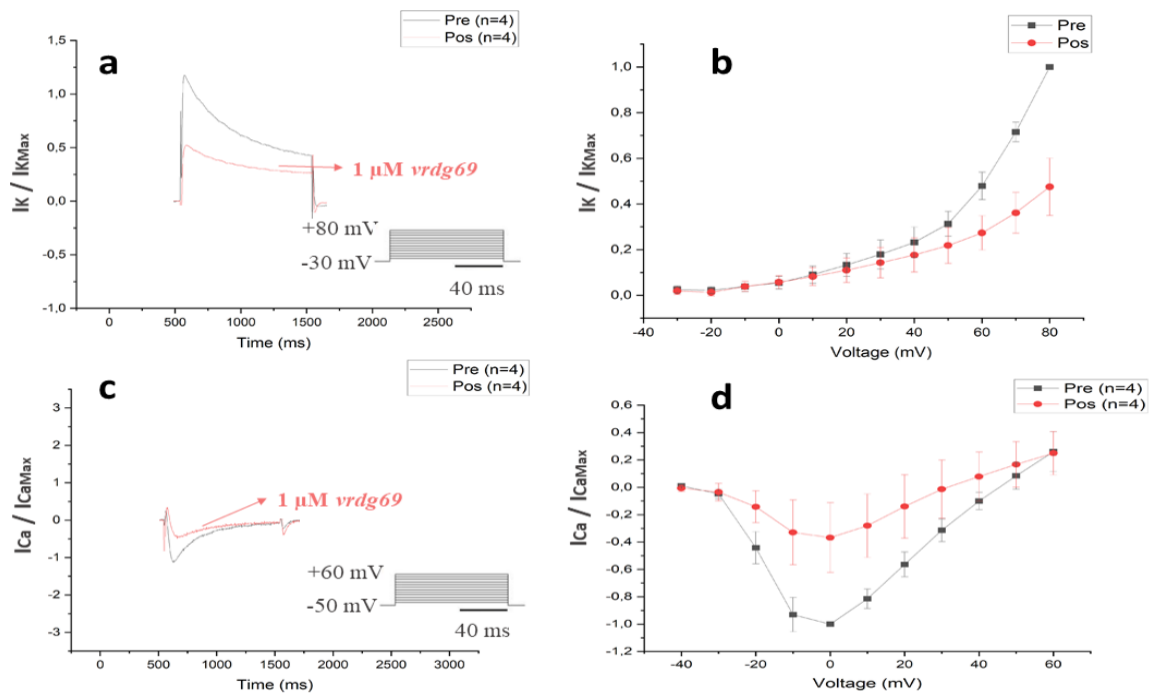 a
Pre (n=4)
Pos (n=4)
1,5
1,0
0,5
0,0
-0,5
-1,0
IK / IKMax
1 µM vrdg69
+80 mV
-30 mV
40 ms
0 500 1000 1500 2000 2500
Time (ms)
b
Pre
Pos
1,0
0,8
0,6
0,4
0,2
0,0
IK / IKMax
-40 -20 0 20 40 60 80
Voltage (mV)
c
Pre (n=4)
Pos (n=4)
3
2
1
0
-1
-2
-3
ICa / ICaMax
1 µM vrdg69
+60 mV
-50 mV
40 ms
0 500 1000 1500 2000 2500 3000
Time (ms)
d
Pre (n=4)
Pos (n=4)
0,6
0,4
0,2
0,0
-0,2
-0,4
-0,6
-0,8
-1,0
-1,2
ICa / ICaMax
-40 -20 0 20 40 60
Voltage (mV)